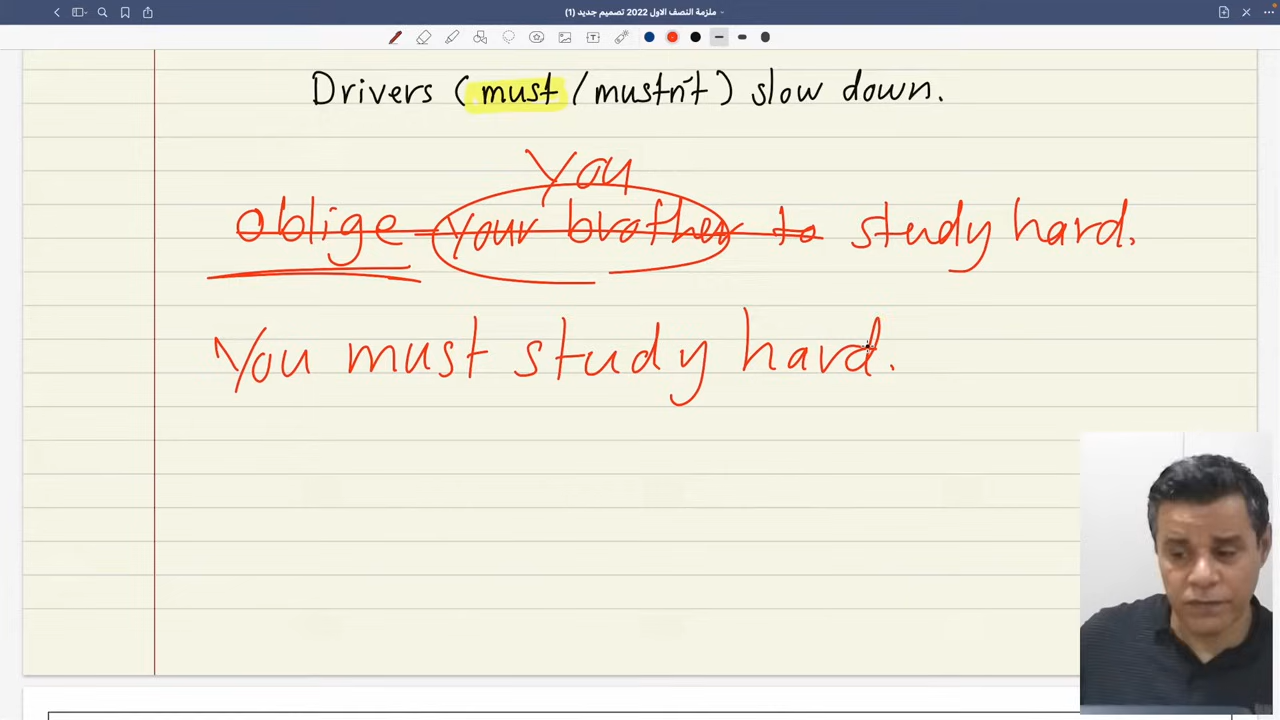 ملزمة النصف الاول 2022 تصميم جديد (1)
Drivers (must / mustn't) slow down.
You
Oblige your brother to study hard.
You must study hard.